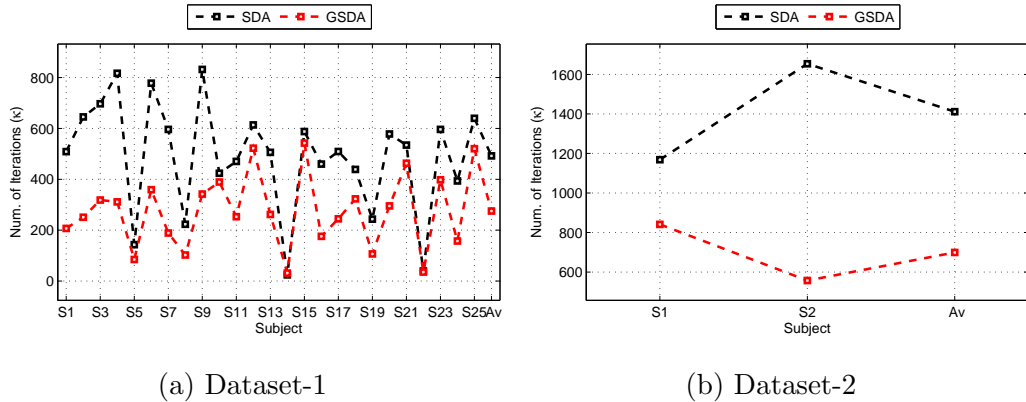 SDA GSDA
800
600
400
200
0
Num. of Iterations (κ)
S1 S3 S5 S7 S9 S11 S13 S15 S17 S19 S21 S23 S25 Av
Subject
(a) Dataset-1
SDA GSDA
1600
1400
1200
1000
800
600
Num. of Iterations (κ)
S1 S2 Av
Subject
(b) Dataset-2